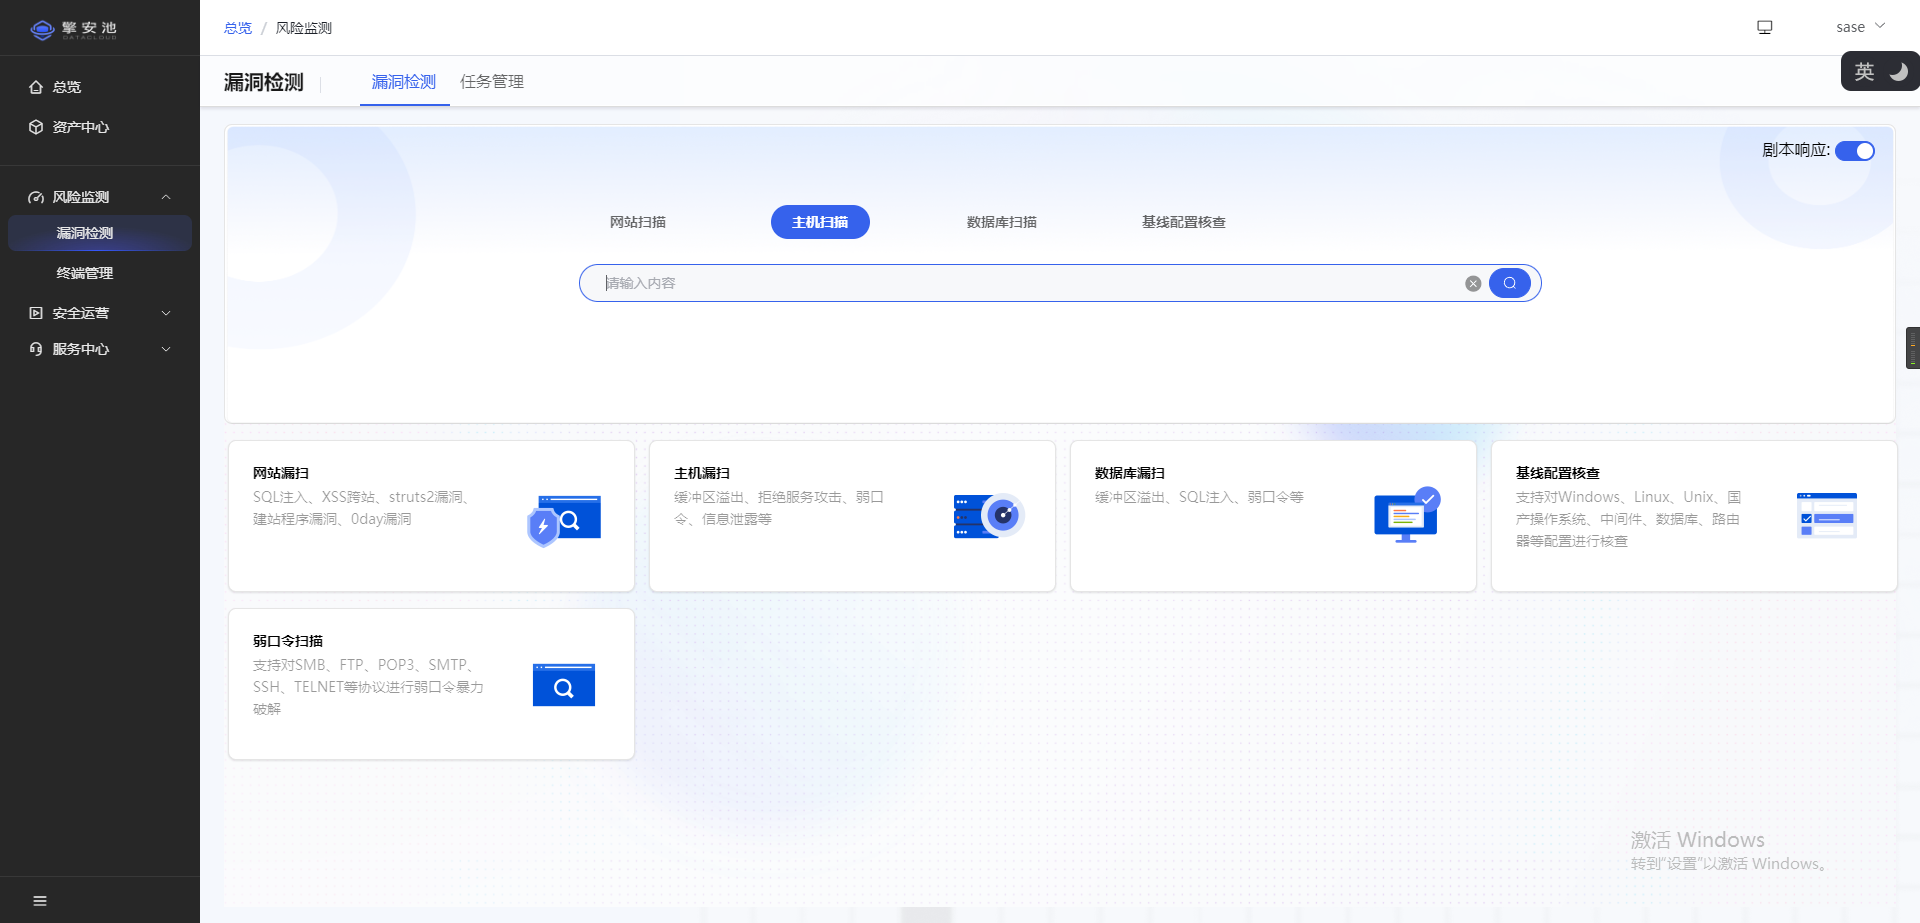 擎安池
DATACLOUD
总览 / 风险监测
sase
英
总览
资产中心
风险监测
漏洞检测
终端管理
安全运营
服务中心
漏洞检测
漏洞检测
任务管理
剧本响应:
网站扫描
主机扫描
数据库扫描
基线配置核查
请输入内容
网站漏扫
SQL注入、XSS跨站、struts2漏洞、
建站程序漏洞、0day漏洞
主机漏扫
缓冲区溢出、拒绝服务攻击、弱口
令、信息泄露等
数据库漏扫
缓冲区溢出、SQL注入、弱口令等
基线配置核查
支持对Windows、Linux、Unix、国
产操作系统、中间件、数据库、路由
器等配置进行核查
弱口令扫描
支持对SMB、FTP、POP3、SMTP、
SSH、TELNET等协议进行弱口令暴力
破解
激活 Windows
转到"设置"以激活 Windows。